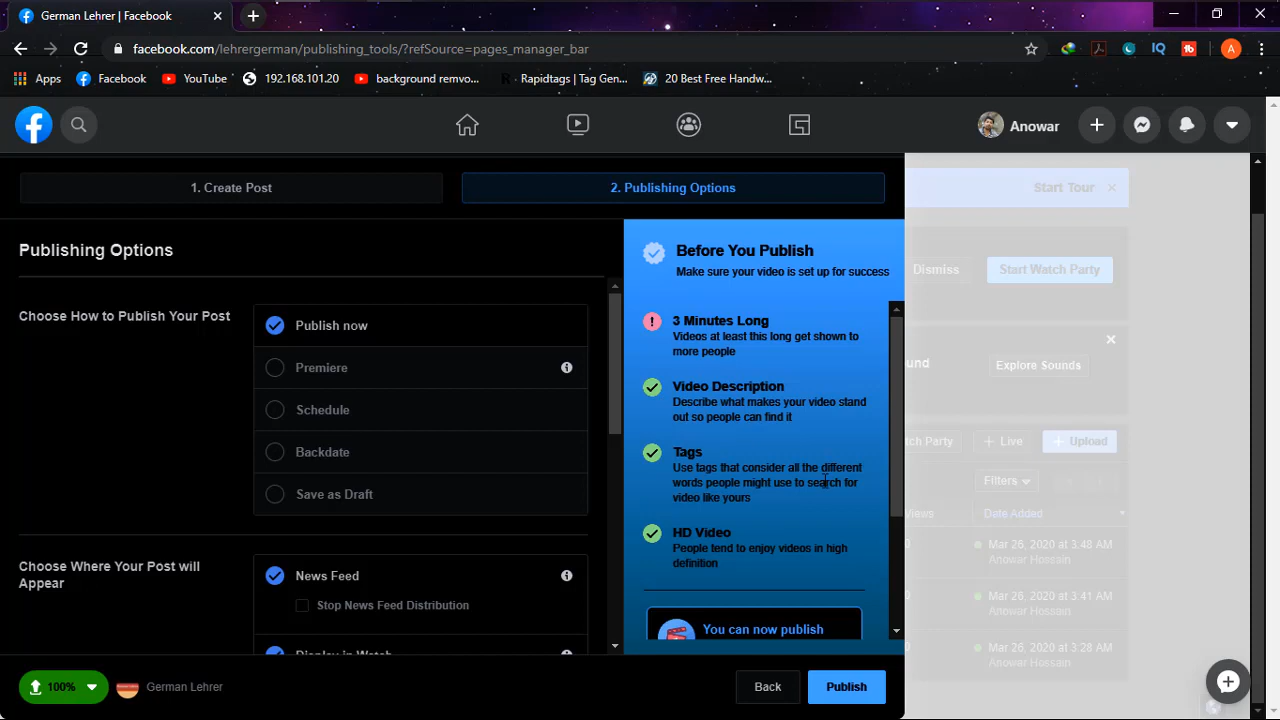 German Lehrer | Facebook
facebook.com/lehrergerman/publishing_tools/?refSource=pages_manager_bar
Apps
Facebook
YouTube
192.168.101.20
background remvo...
Rapidtags | Tag Gen...
20 Best Free Handw...
Anowar
1. Create Post
2. Publishing Options
Start Tour
Publishing Options
Before You Publish
Make sure your video is set up for success
Dismiss
Start Watch Party
Choose How to Publish Your Post
Publish now
Premiere
Schedule
Backdate
Save as Draft
3 Minutes Long
Videos at least this long get shown to
more people
Video Description
Describe what makes your video stand
out so people can find it
Tags
Use tags that consider all the different
words people might use to search for
video like yours
HD Video
People tend to enjoy videos in high
definition
You can now publish
Explore Sounds
Party
+ Live
+ Upload
Filters
Views
Date Added
Mar 26, 2020 at 3:48 AM
Anowar Hossain
Mar 26, 2020 at 3:41 AM
Anowar Hossain
Mar 26, 2020 at 3:28 AM
Anowar Hossain
Choose Where Your Post will
Appear
News Feed
Stop News Feed Distribution
Display in Watch
100%
German Lehrer
Back
Publish